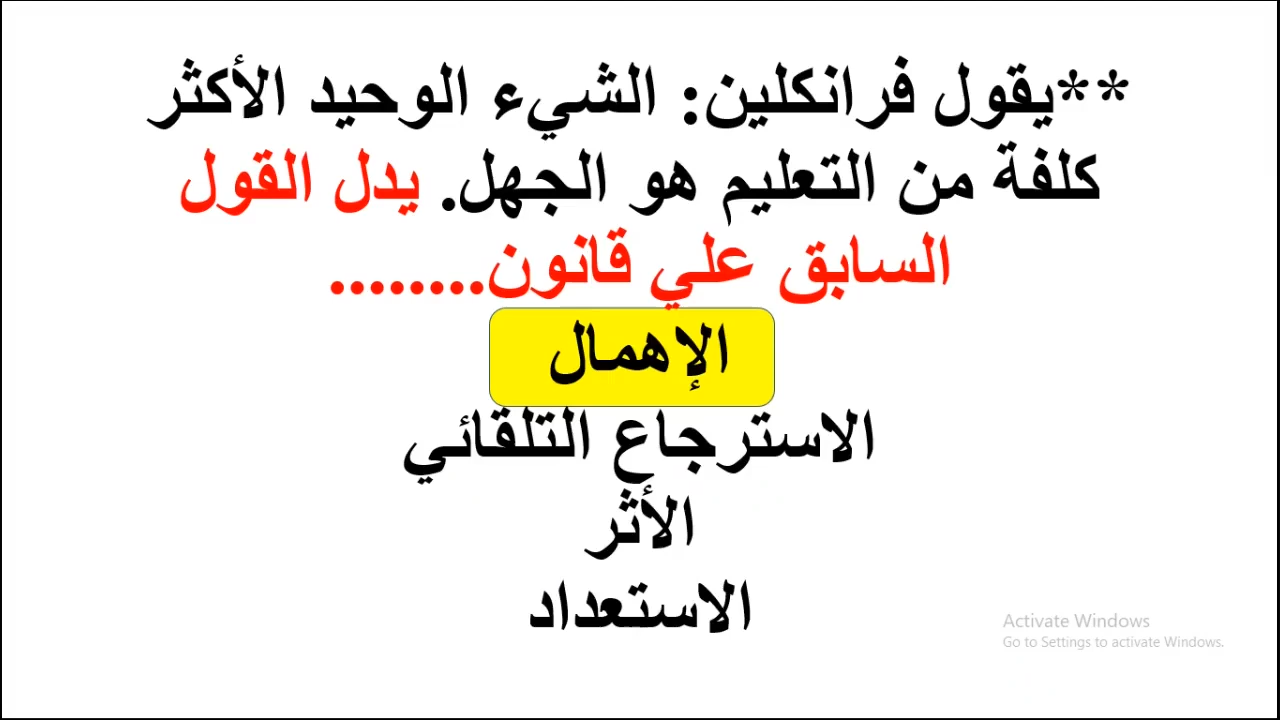 **يقول فرانكلين: الشيء الوحيد الأكثر
كلفة من التعليم هو الجهل. يدل القول
السابق علي قانون........
الإهمال
الاسترجاع التلقائي
الأثر
الاستعداد
Activate Windows
Go to Settings to activate Windows.